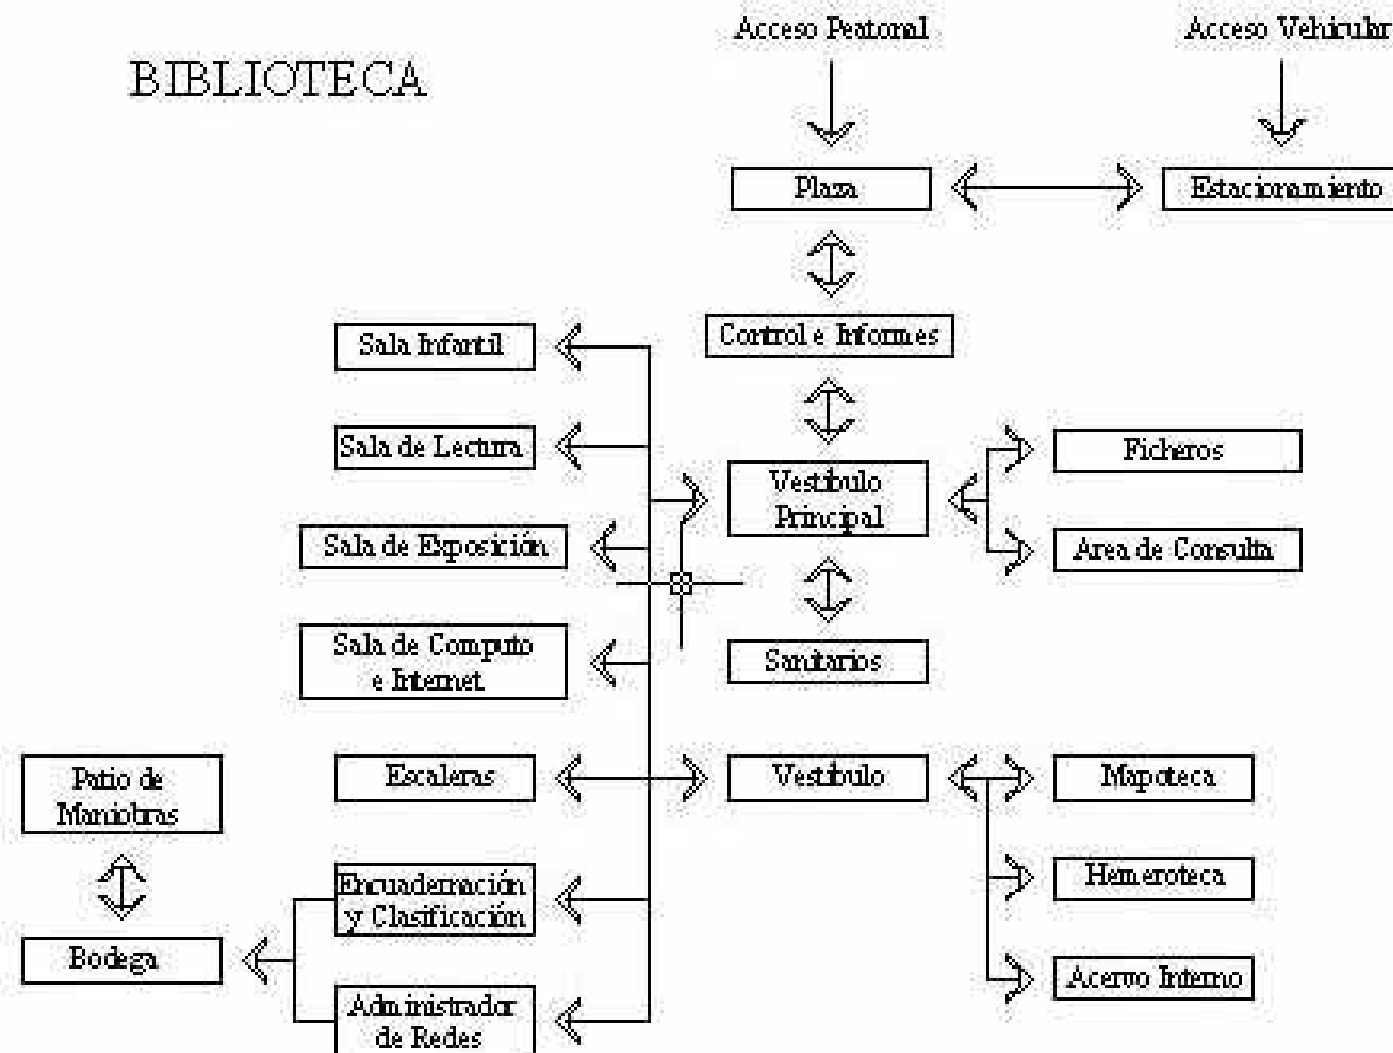 Acceso Peatonal
Acceso Vehicular
BIBLIOTECA
Plaza
Estacionamiento
Control e Informes
Sala Infantil
Sala de Lectura
Vestíbulo
Principal
Ficheros
Sala de Exposición
Area de Consulta
Sala de Computo
e Internet
Sanitarios
Patio de
Maniobras
Escaleras
Vestíbulo
Mapoteca
Encuadernación
y Clasificación
Hemeroteca
Bodega
Acervo Interno
Administrador
de Redes